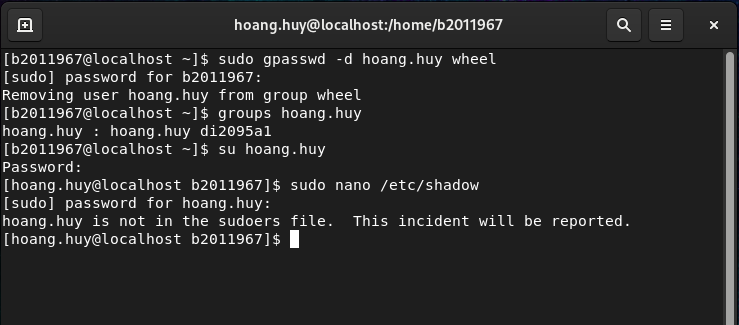 hoang.huy@localhost:/home/b2011967
[b2011967@localhost ~]$ sudo gpasswd -d hoang.huy wheel
[sudo] password for b2011967:
Removing user hoang.huy from group wheel
[b2011967@localhost ~]$ groups hoang.huy
hoang.huy : hoang.huy di2095a1
[b2011967@localhost ~]$ su hoang.huy
Password:
[hoang.huy@localhost b2011967]$ sudo nano /etc/shadow
[sudo] password for hoang.huy:
hoang.huy is not in the sudoers file.  This incident will be reported.
[hoang.huy@localhost b2011967]$